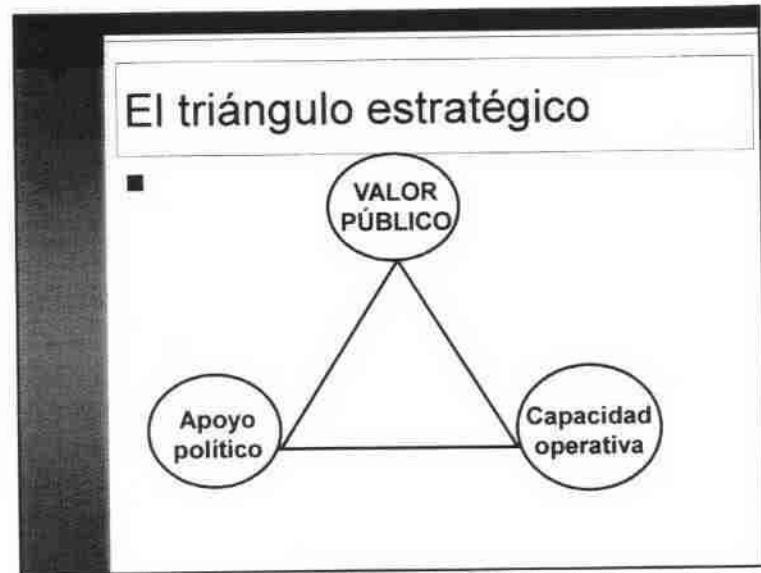 El triángulo estratégico
VALOR
PÚBLICO
Apoyo
político
Capacidad
operativa